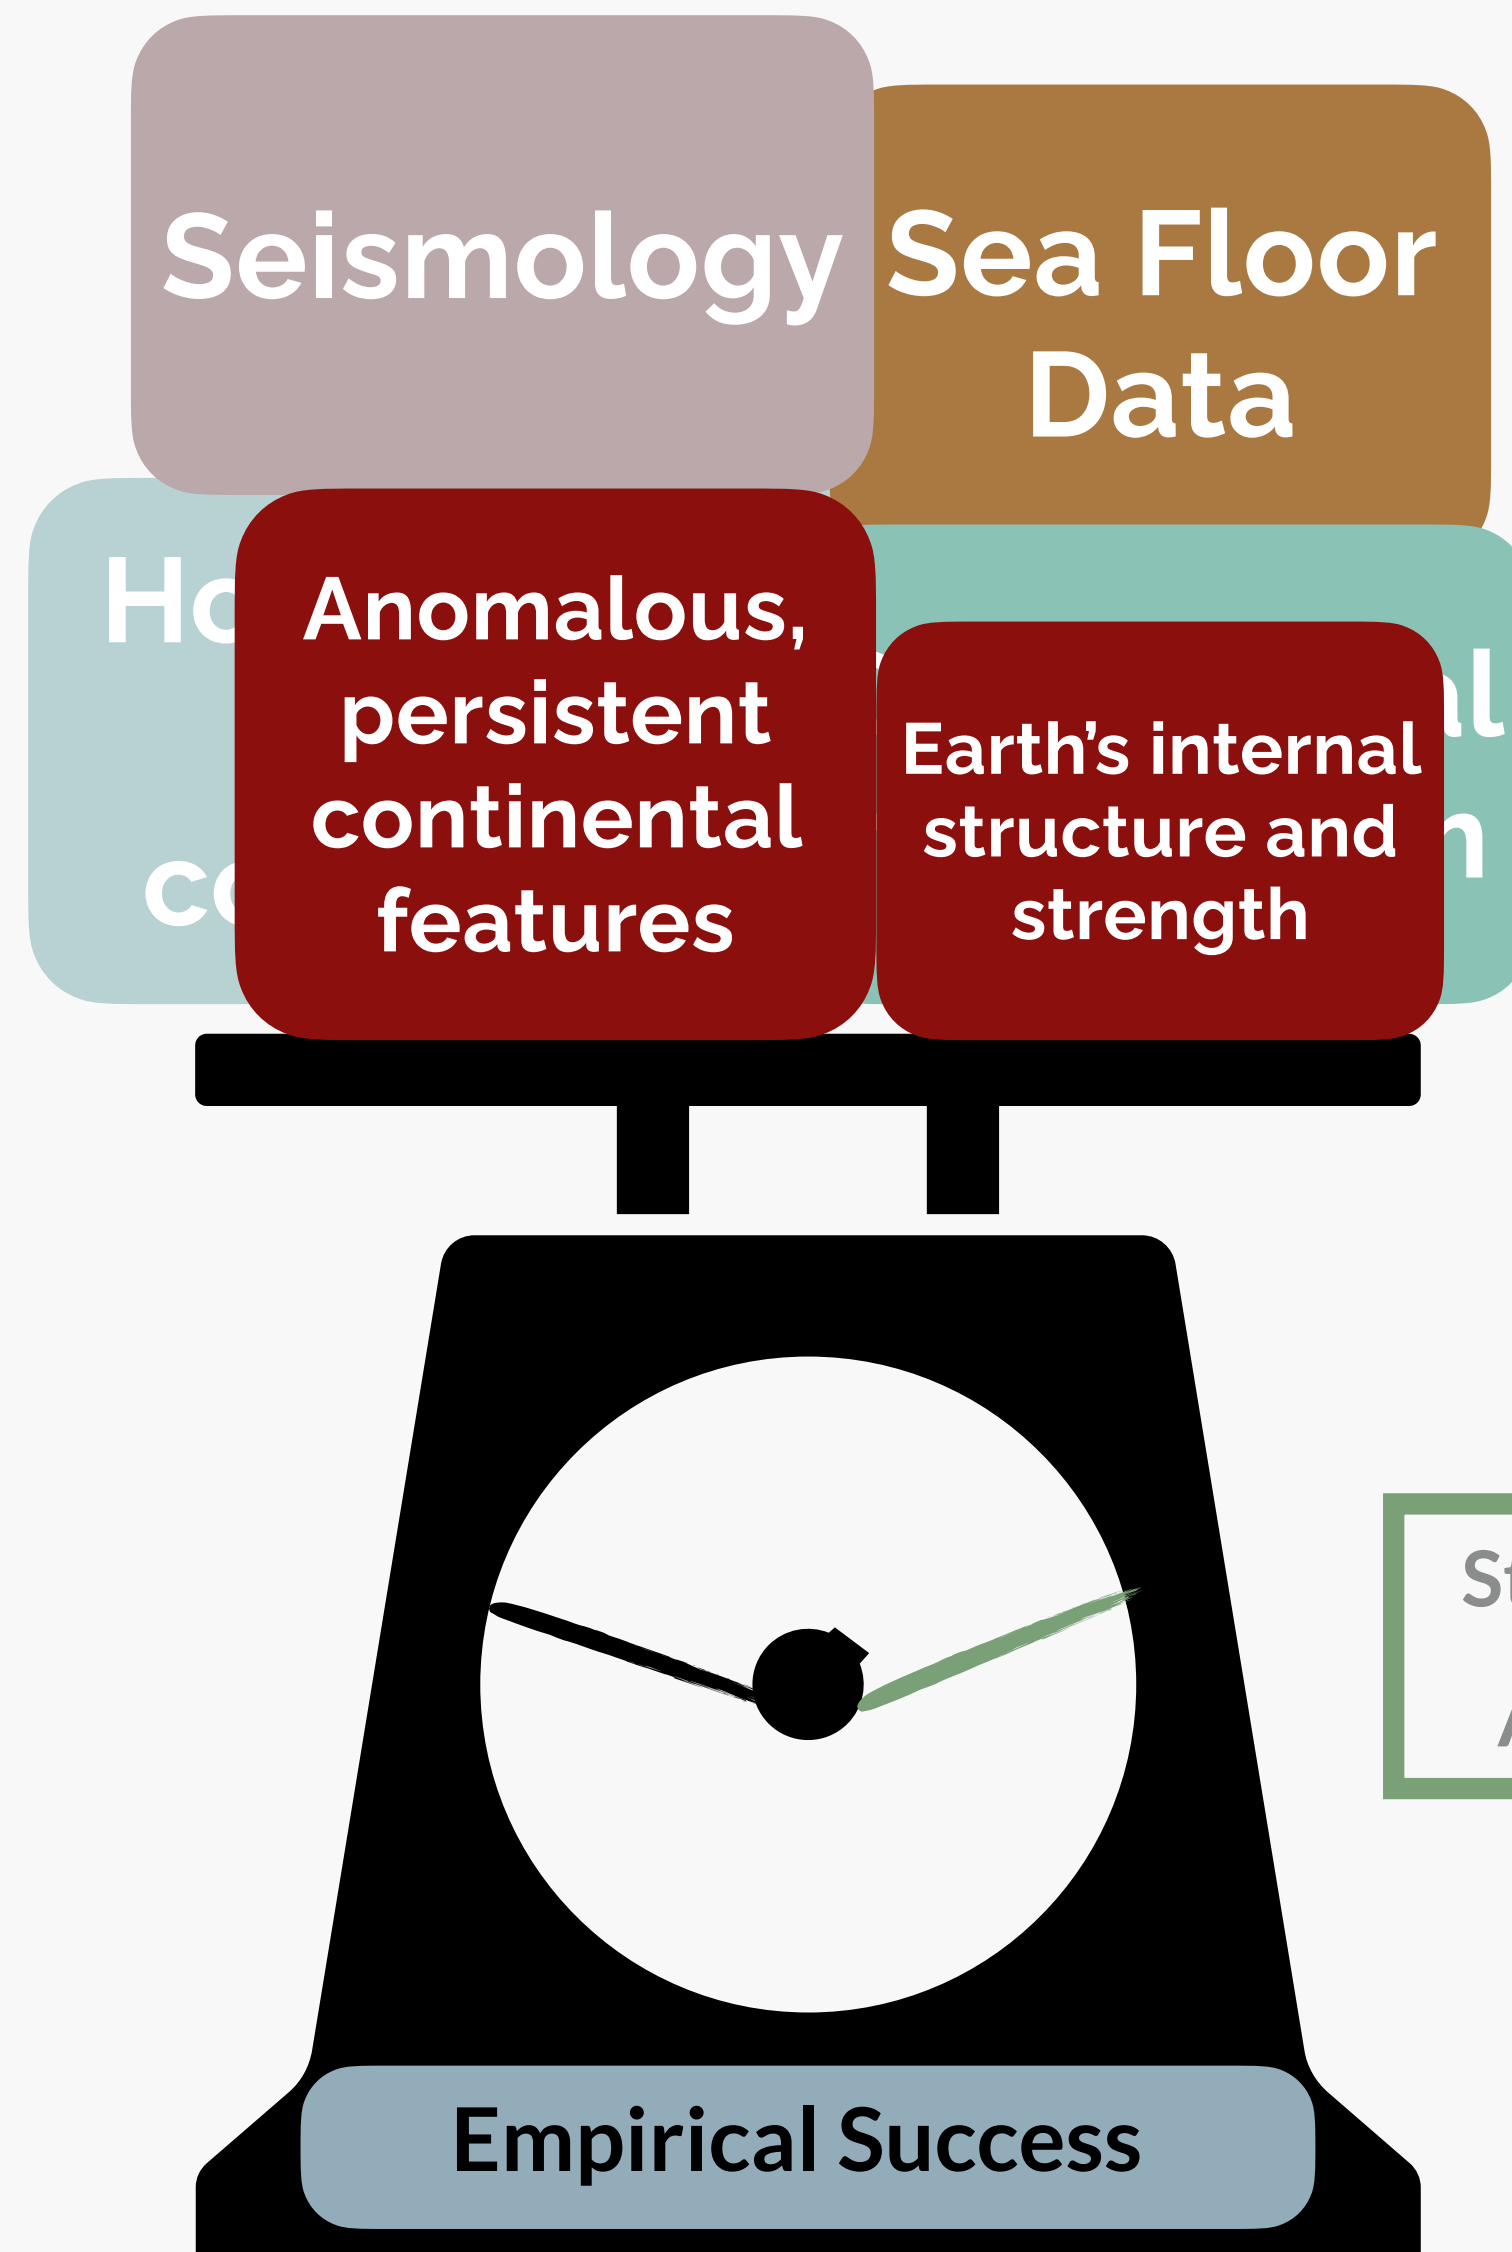 Seismology
Sea Floor
Data
Anomalous,
persistent
continental
features
Earth’s internal
structure and
strength
Empirical Success